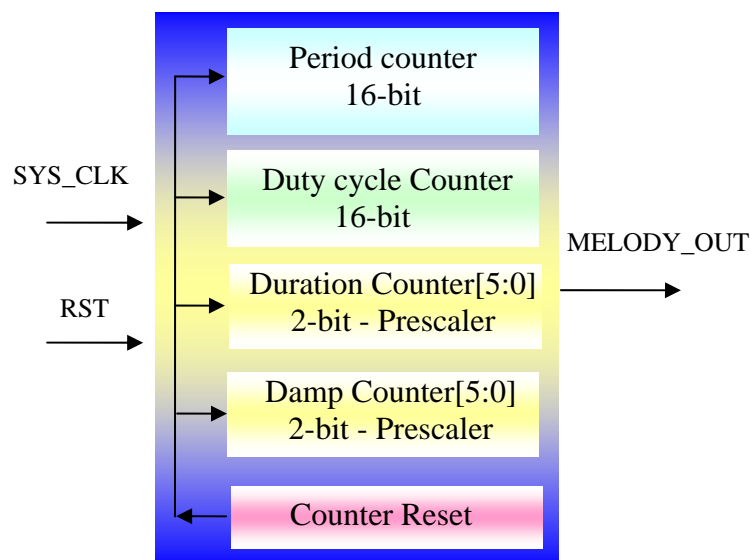 Period counter
16-bit
SYS_CLK
Duty cycle Counter
16-bit
MELODY_OUT
RST
Duration Counter[5:0]
2-bit - Prescaler
Damp Counter[5:0]
2-bit - Prescaler
Counter Reset